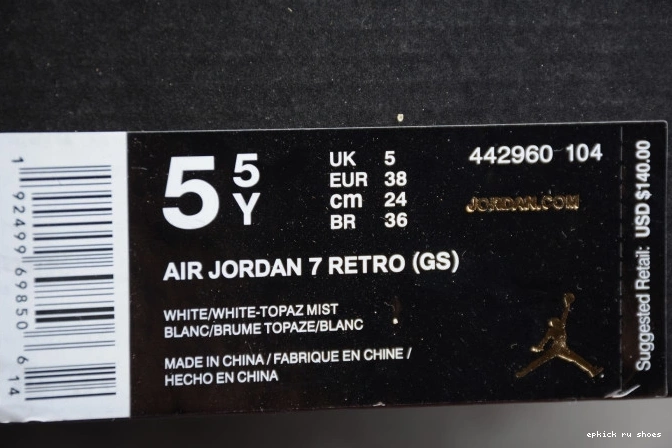 1 92499 69850 6 14
5 5 Y
UK 5
EUR 38
cm 24
BR 36
442960 104
JORDAN.COM
AIR JORDAN 7 RETRO (GS)
WHITE/WHITE-TOPAZ MIST
BLANC/BRUME TOPAZE/BLANC
MADE IN CHINA / FABRIQUE EN CHINE /
HECHO EN CHINA
Suggested Retail: USD $140.00
epkick ru shoes